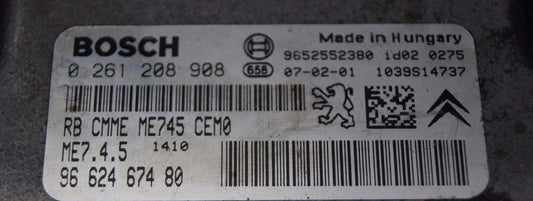 BOSCH
Made in Hungary
9652552380 id02 0275
0 261 208 908
658
07-02-01 1039S14737
RB CMME ME745 CEM0
ME7.4.5 1410
96 624 674 80